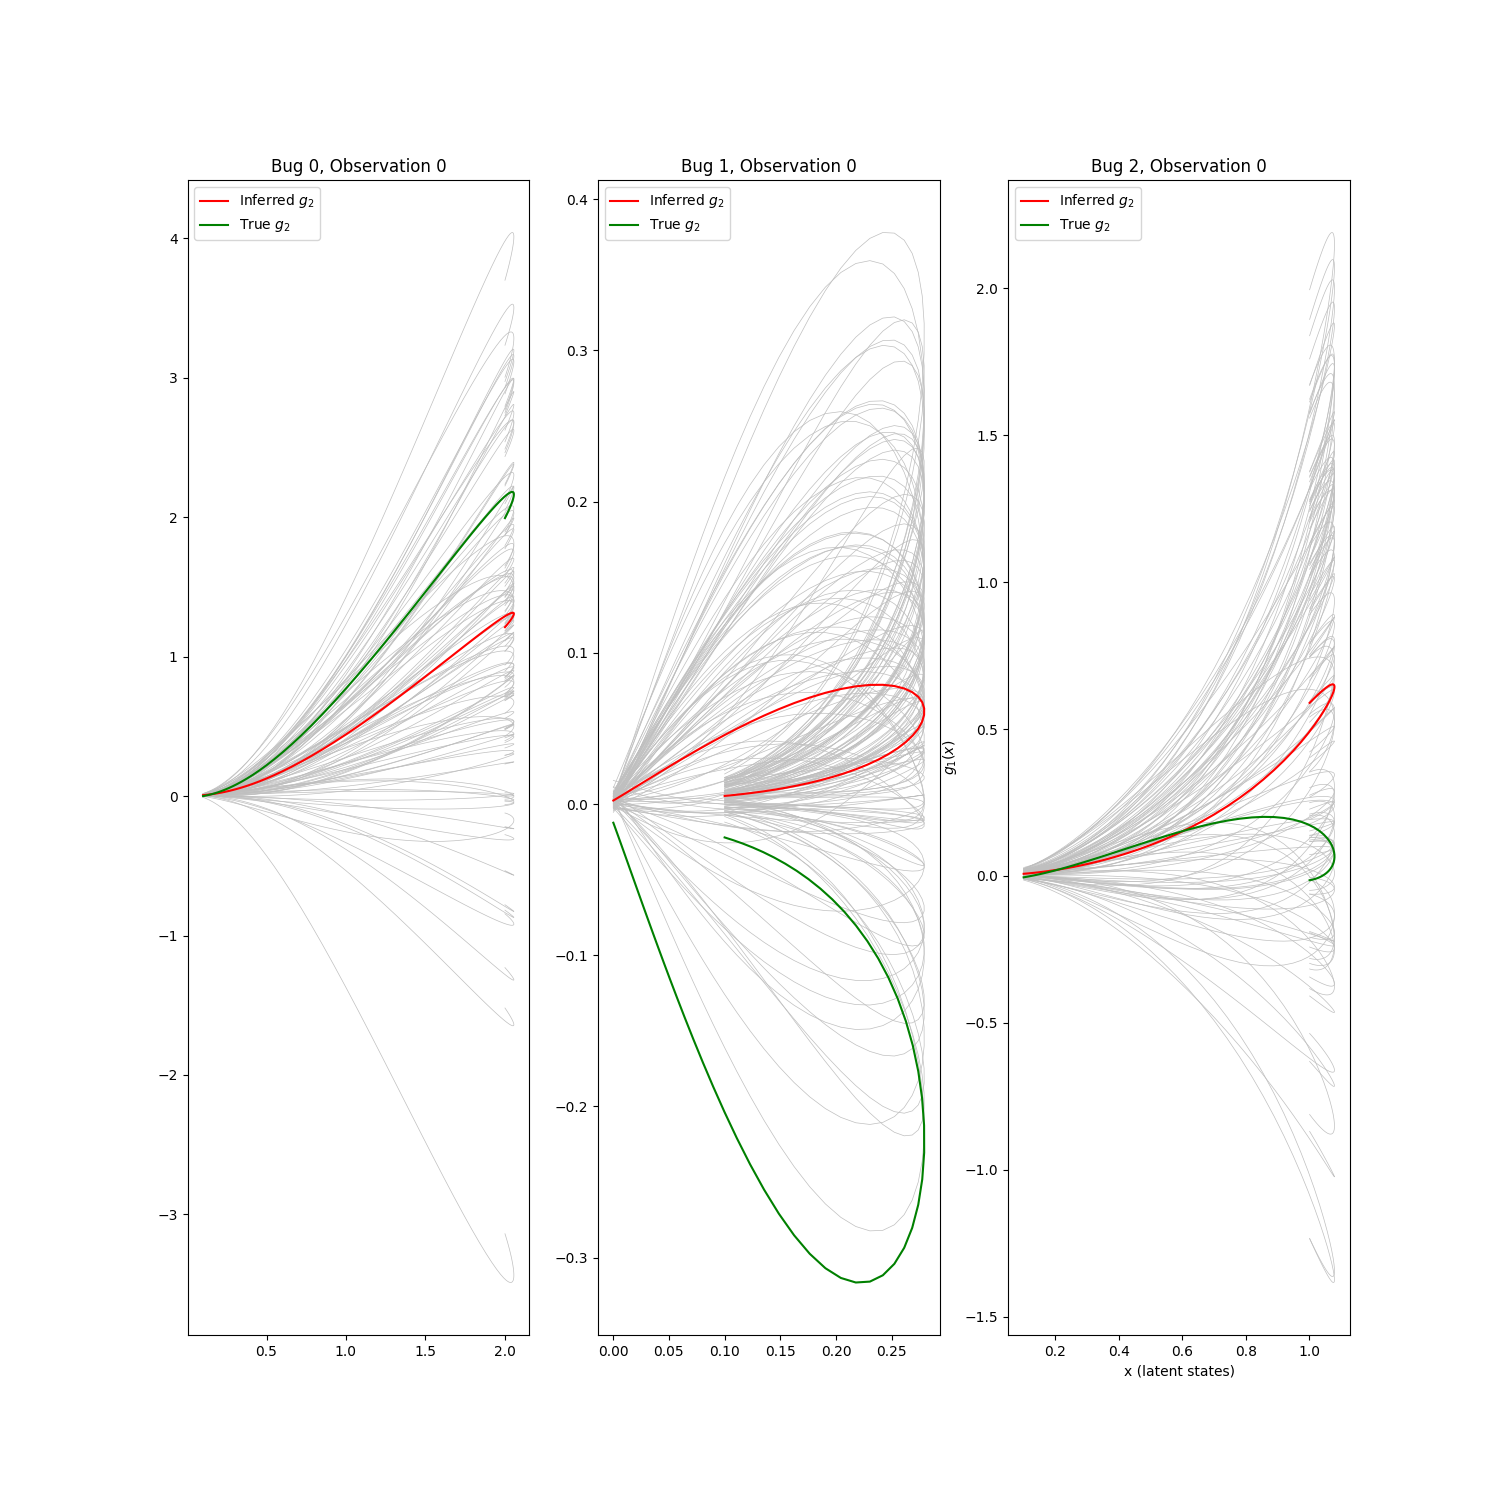 Bug 0, Observation 0
Inferred g₂
True g₂
4
3
2
1
0
−1
−2
−3
0.5 1.0 1.5 2.0
Bug 1, Observation 0
Inferred g₂
True g₂
0.4
0.3
0.2
0.1
0.0
−0.1
−0.2
−0.3
0.00 0.05 0.10 0.15 0.20 0.25
Bug 2, Observation 0
Inferred g₂
True g₂
g₁(x)
2.0
1.5
1.0
0.5
0.0
−0.5
−1.0
−1.5
0.2 0.4 0.6 0.8 1.0
x (latent states)